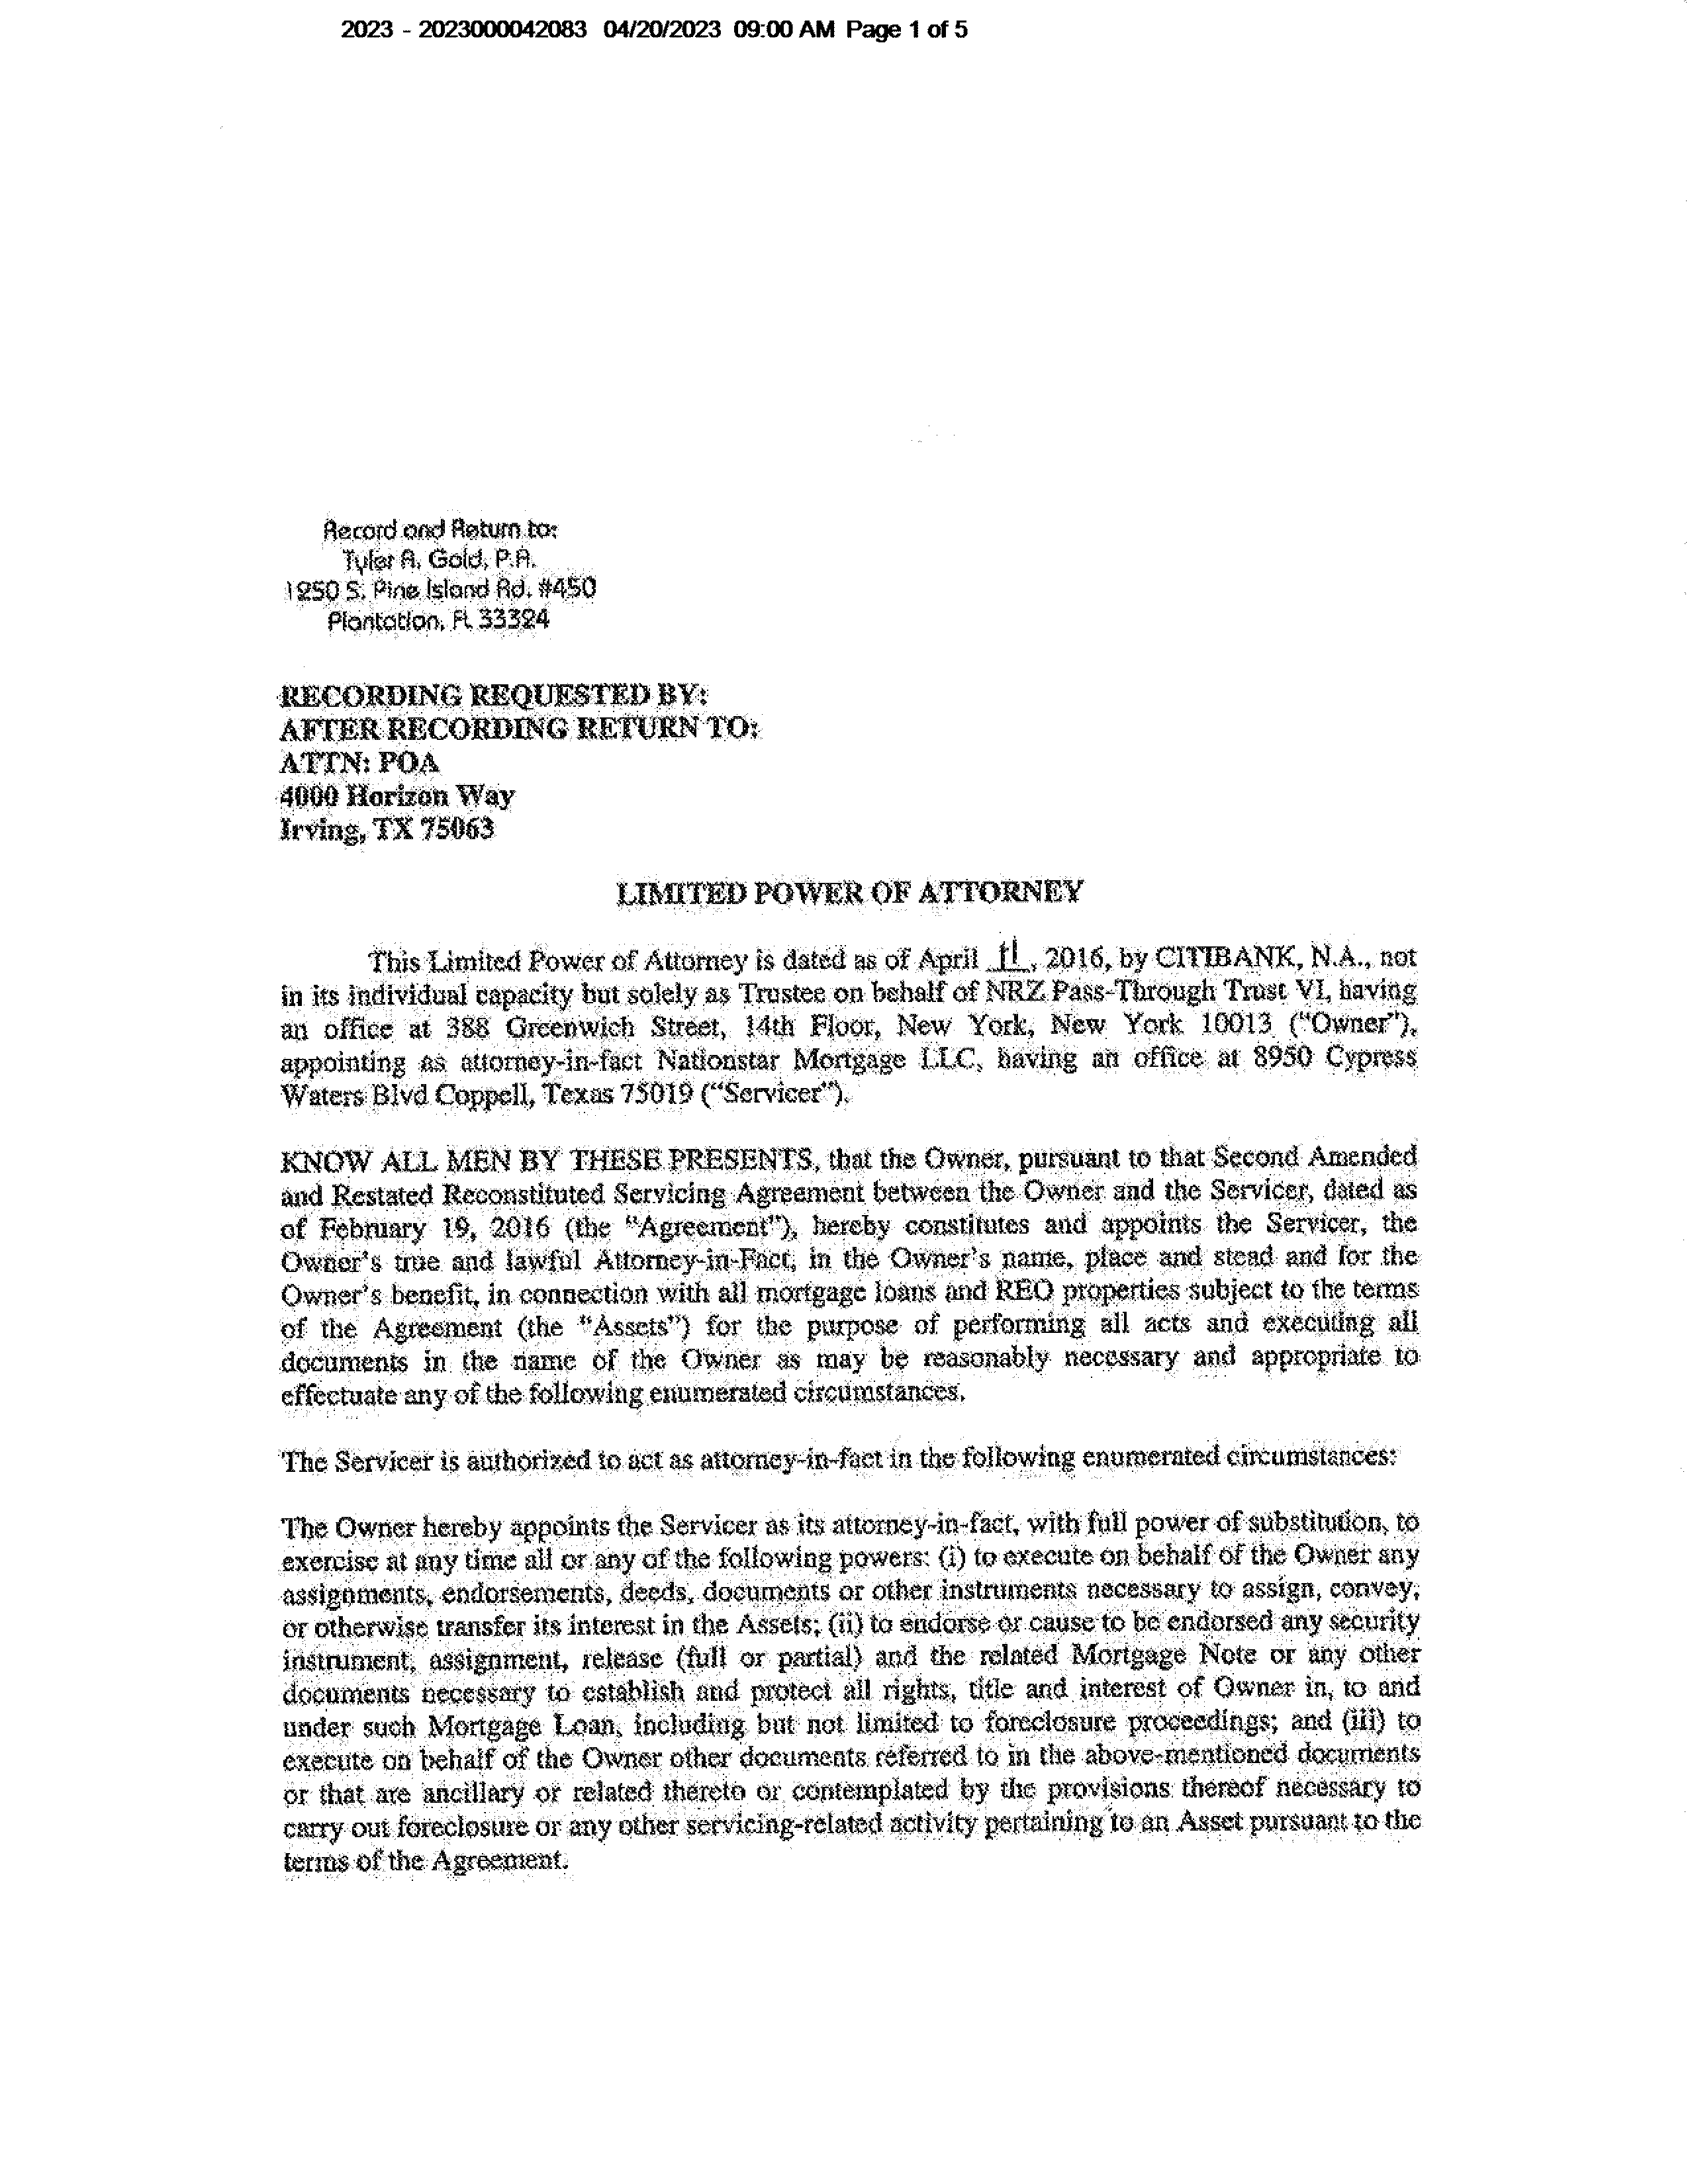 2023 - 2023000042083 04/20/2023 09:00 AM Page 1 of 5
Record and Return to:
Tyler A. Gold, P.A.
1250 S. Pine Island Rd. #450
Plantation, FL 33324
RECORDING REQUESTED BY:
AFTER RECORDING RETURN TO:
ATTN: POA
4000 Horizon Way
Irving, TX 75063
LIMITED POWER OF ATTORNEY
This Limited Power of Attorney is dated as of April 11, 2016, by CITIBANK, N.A., not
in its individual capacity but solely as Trustee on behalf of NRZ Pass-Through Trust VI, having
an office at 388 Greenwich Street, 14th Floor, New York, New York 10013 ("Owner"),
appointing as attorney-in-fact Nationstar Mortgage LLC, having an office at 8950 Cypress
Waters Blvd Coppell, Texas 75019 ("Servicer").
KNOW ALL MEN BY THESE PRESENTS, that the Owner, pursuant to that Second Amended
and Restated Reconstituted Servicing Agreement between the Owner and the Servicer, dated as
of February 19, 2016 (the "Agreement"), hereby constitutes and appoints the Servicer, the
Owner's true and lawful Attorney-in-Fact, in the Owner's name, place and stead and for the
Owner's benefit, in connection with all mortgage loans and REO properties subject to the terms
of the Agreement (the "Assets") for the purpose of performing all acts and executing all
documents in the name of the Owner as may be reasonably necessary and appropriate to
effectuate any of the following enumerated circumstances.
The Servicer is authorized to act as attorney-in-fact in the following enumerated circumstances:
The Owner hereby appoints the Servicer as its attorney-in-fact, with full power of substitution, to
exercise at any time all or any of the following powers: (i) to execute on behalf of the Owner any
assignments, endorsements, deeds, documents or other instruments necessary to assign, convey,
or otherwise transfer its interest in the Assets; (ii) to endorse or cause to be endorsed any security
instrument, assignment, release (full or partial) and the related Mortgage Note or any other
documents necessary to establish and protect all rights, title and interest of Owner in, to and
under such Mortgage Loan, including but not limited to foreclosure proceedings; and (iii) to
execute on behalf of the Owner other documents referred to in the above-mentioned documents
or that are ancillary or related thereto or contemplated by the provisions thereof necessary to
carry out foreclosure or any other servicing-related activity pertaining to an Asset pursuant to the
terms of the Agreement.